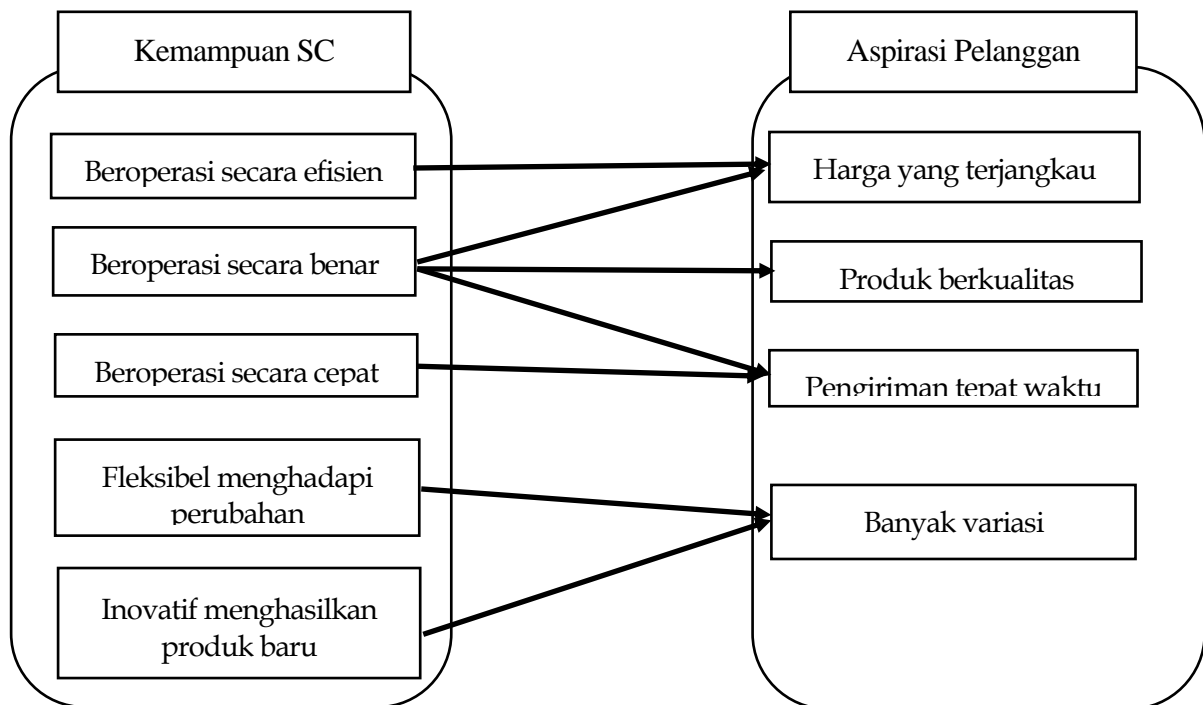 Kemampuan SC
Beroperasi secara efisien
Beroperasi secara benar
Beroperasi secara cepat
Fleksibel menghadapi
perubahan
Inovatif menghasilkan
produk baru
Aspirasi Pelanggan
Harga yang terjangkau
Produk berkualitas
Pengiriman tepat waktu
Banyak variasi